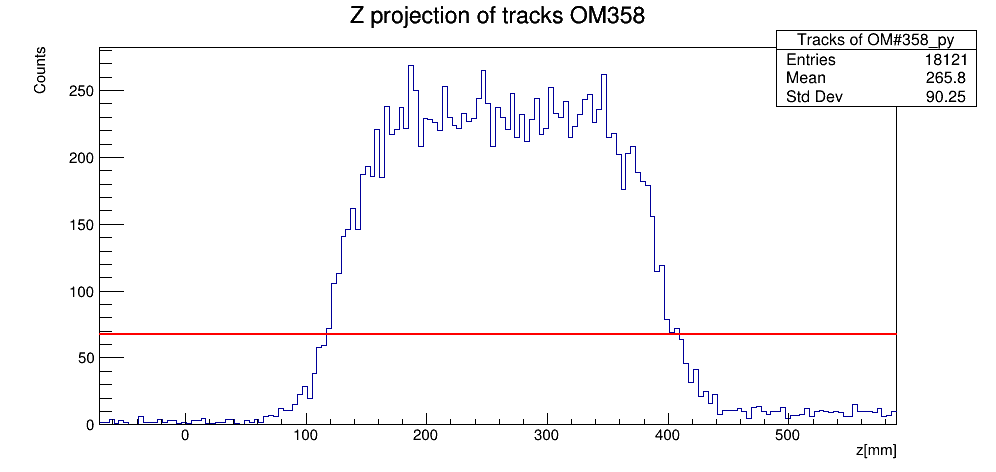 Z projection of tracks OM358
Counts
Tracks of OM#358_py
Entries 18121
Mean 265.8
Std Dev 90.25
250
200
150
100
50
0
0 100 200 300 400 500
z[mm]